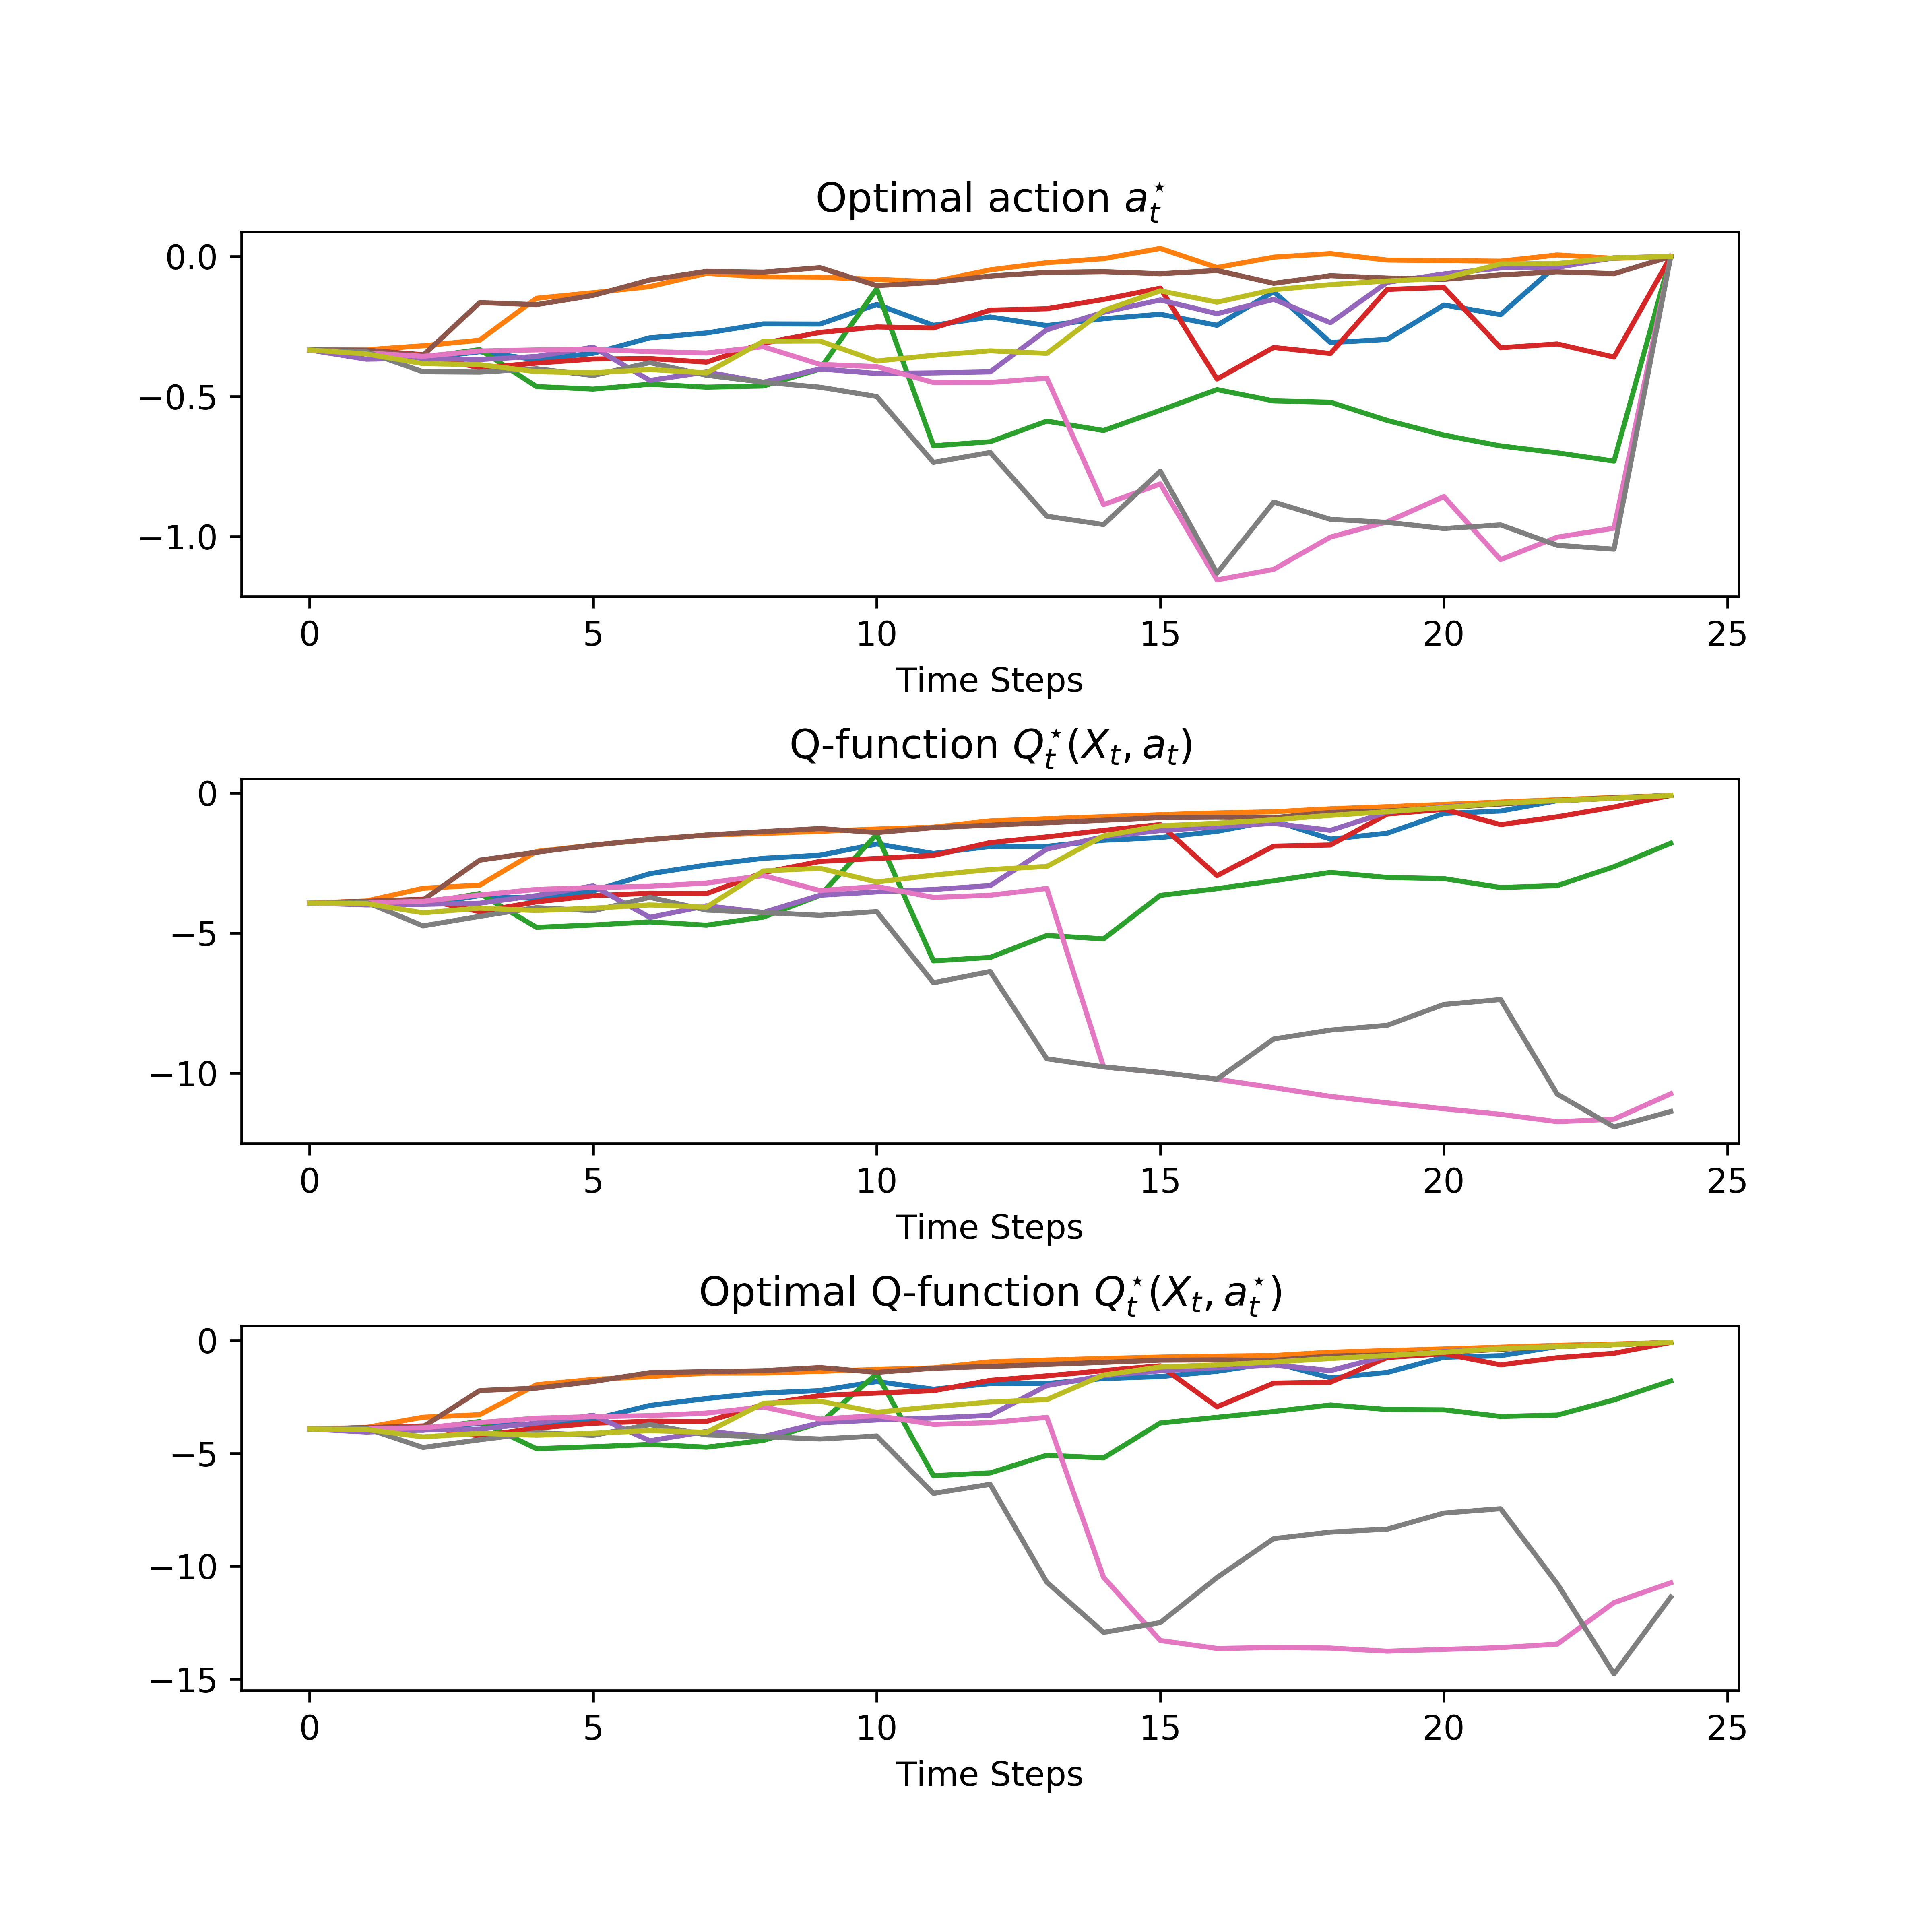 Optimal action $a_t^\star$
0.0
−0.5
−1.0
0 5 10 15 20 25
Time Steps
Q-function $Q_t^\star(X_t, a_t)$
0
−5
−10
0 5 10 15 20 25
Time Steps
Optimal Q-function $Q_t^\star(X_t, a_t^\star)$
0
−5
−10
−15
0 5 10 15 20 25
Time Steps